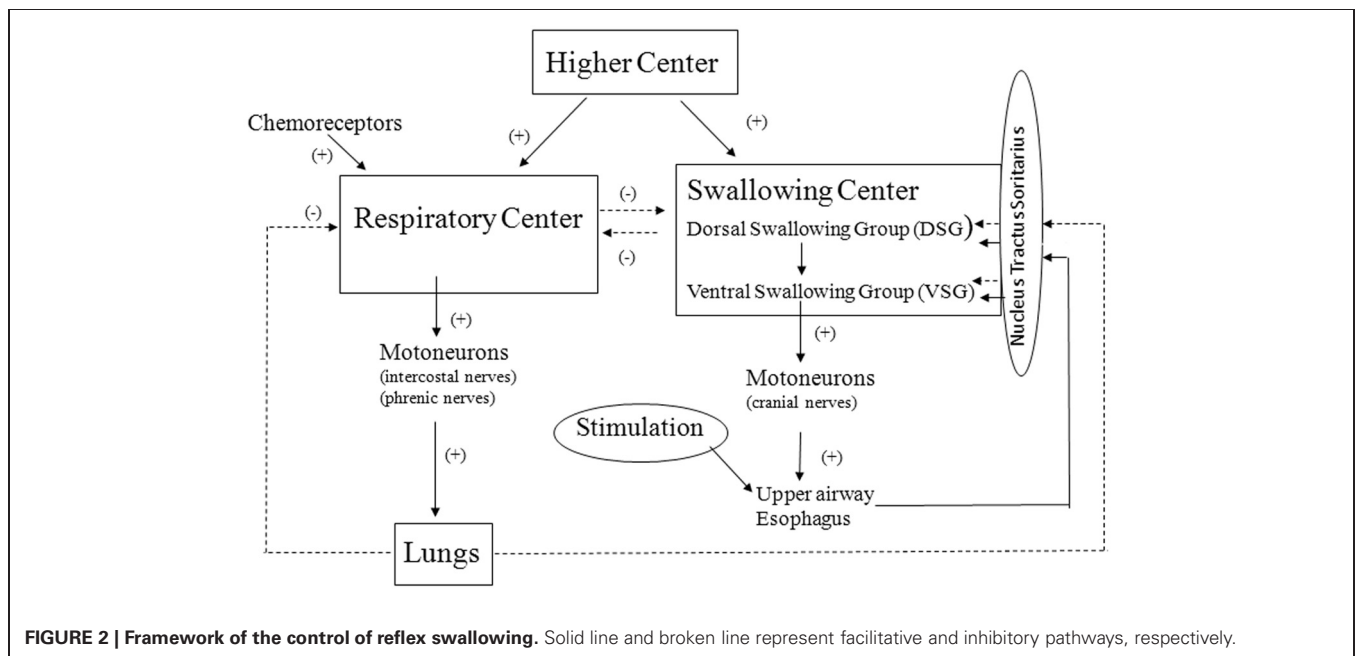 Higher Center
Chemoreceptors
(+)
(+)
(+)
Respiratory Center
(-)
(-)
(-)
Swallowing Center
Dorsal Swallowing Group (DSG)
Ventral Swallowing Group (VSG)
Nucleus TractusSoritarius
(+)
(+)
Motoneurons
(intercostal nerves)
(phrenic nerves)
Motoneurons
(cranial nerves)
Stimulation
(+)
(+)
Upper airway
Esophagus
Lungs
FIGURE 2 | Framework of the control of reflex swallowing. Solid line and broken line represent facilitative and inhibitory pathways, respectively.